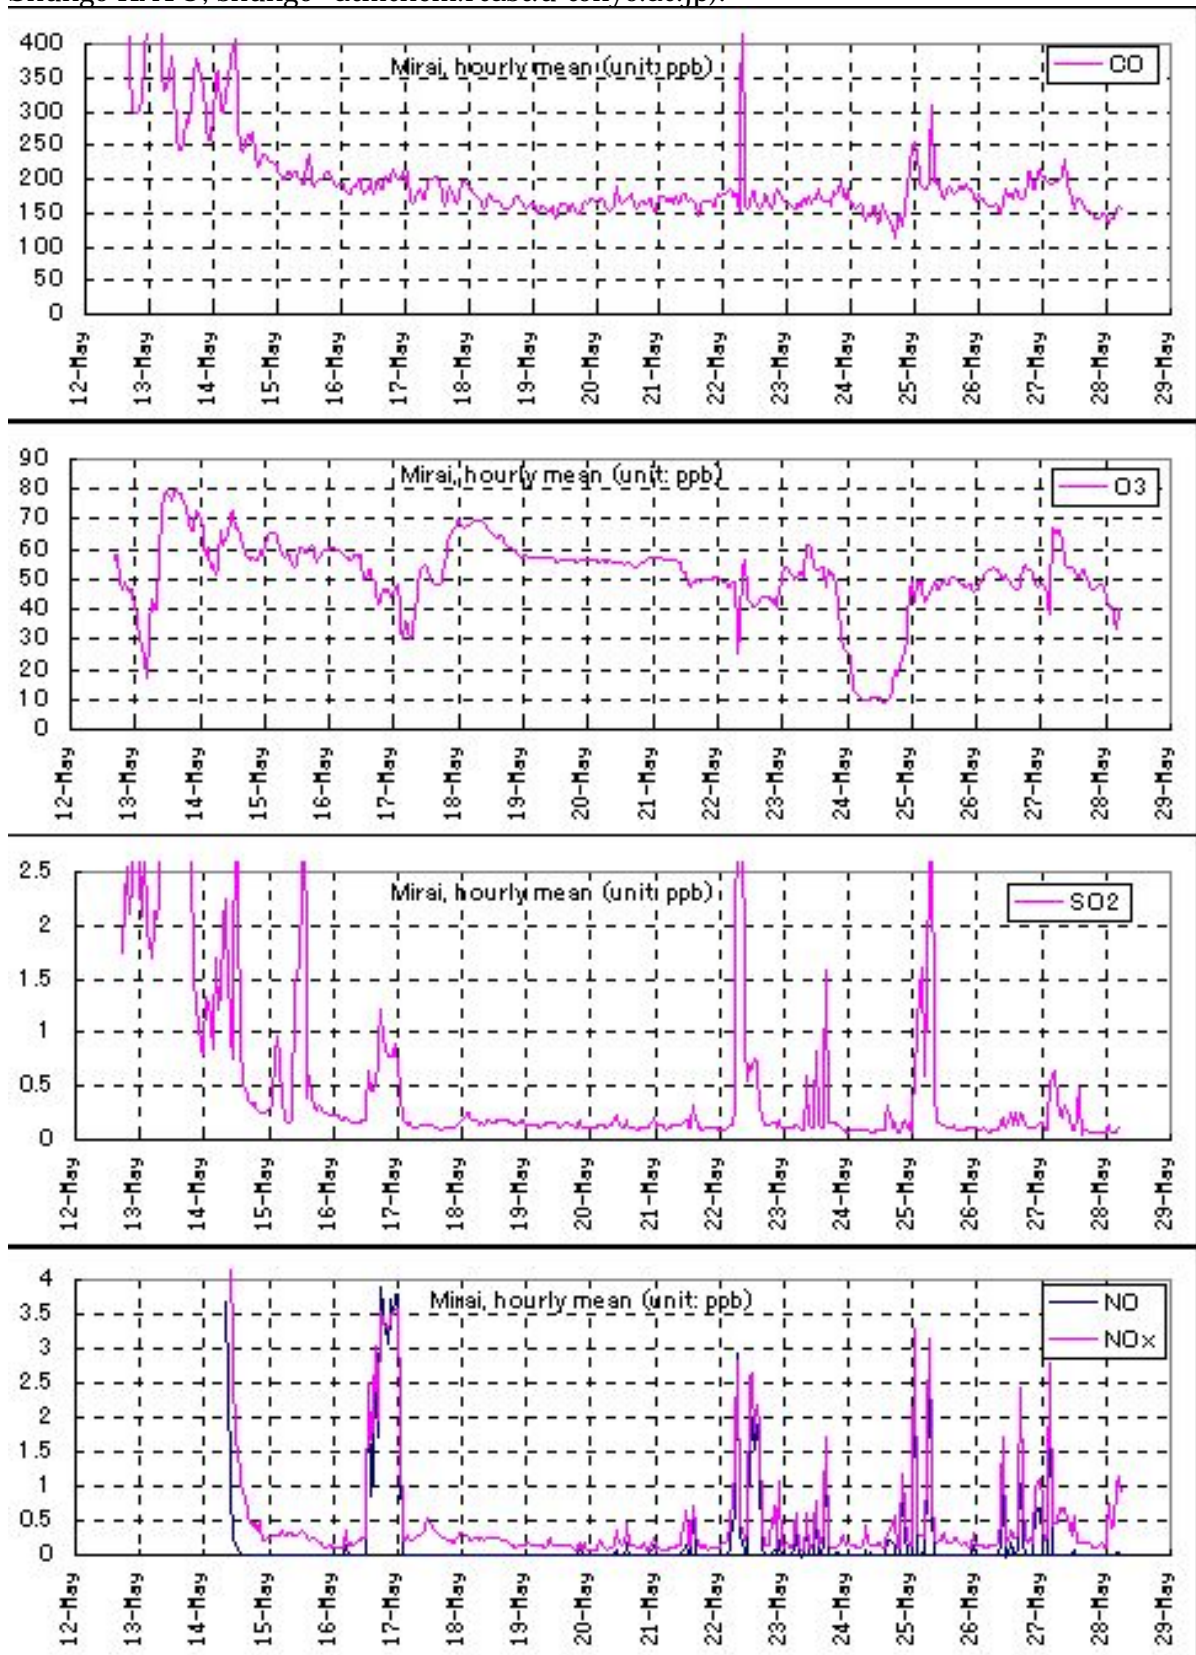 Mirai, hourly mean (unit: ppb)
CO
400
350
300
250
200
150
100
50
0
12-May
13-May
14-May
15-May
16-May
17-May
18-May
19-May
20-May
21-May
22-May
23-May
24-May
25-May
26-May
27-May
28-May
29-May
Mirai, hourly mean (unit: ppb)
O3
90
80
70
60
50
40
30
20
10
0
12-May
13-May
14-May
15-May
16-May
17-May
18-May
19-May
20-May
21-May
22-May
23-May
24-May
25-May
26-May
27-May
28-May
29-May
Mirai, hourly mean (unit: ppb)
SO2
2.5
2
1.5
1
0.5
0
12-May
13-May
14-May
15-May
16-May
17-May
18-May
19-May
20-May
21-May
22-May
23-May
24-May
25-May
26-May
27-May
28-May
29-May
Mirai, hourly mean (unit: ppb)
NO
NOx
4
3.5
3
2.5
2
1.5
1
0.5
0
12-May
13-May
14-May
15-May
16-May
17-May
18-May
19-May
20-May
21-May
22-May
23-May
24-May
25-May
26-May
27-May
28-May
29-May